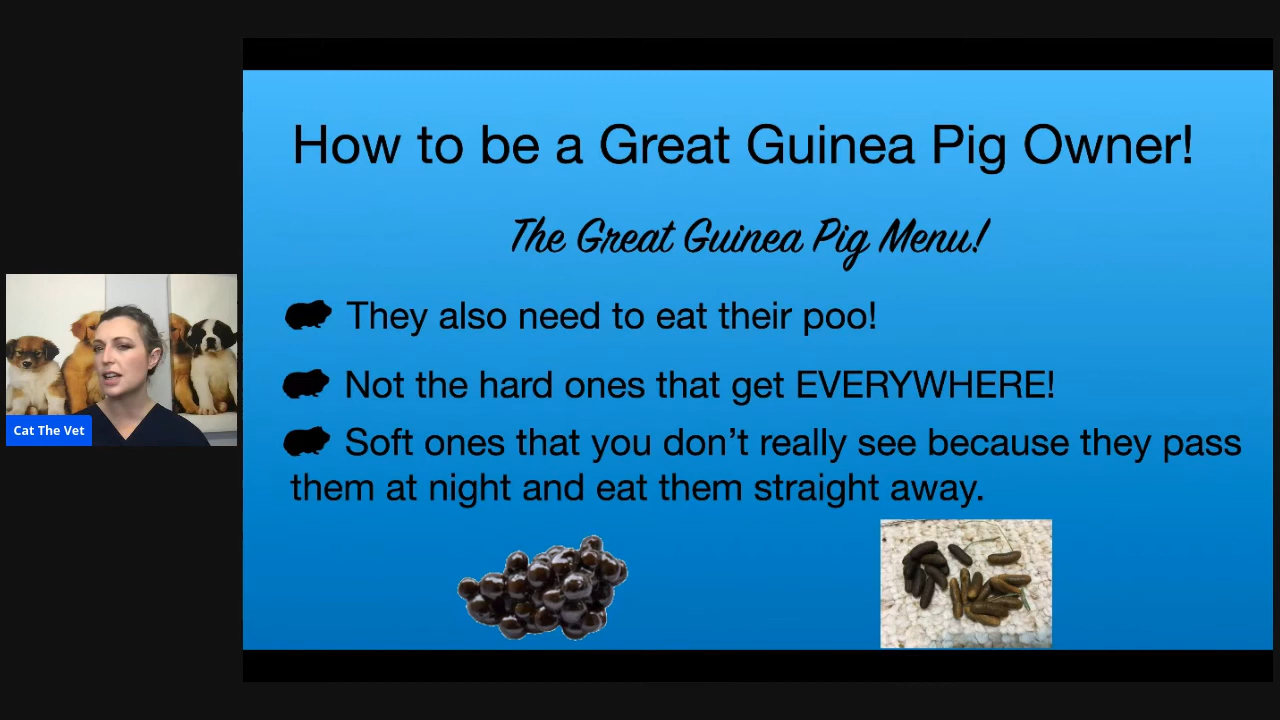 How to be a Great Guinea Pig Owner!
The Great Guinea Pig Menu!
They also need to eat their poo!
Not the hard ones that get EVERYWHERE!
Soft ones that you don’t really see because they pass
them at night and eat them straight away.
Cat The Vet